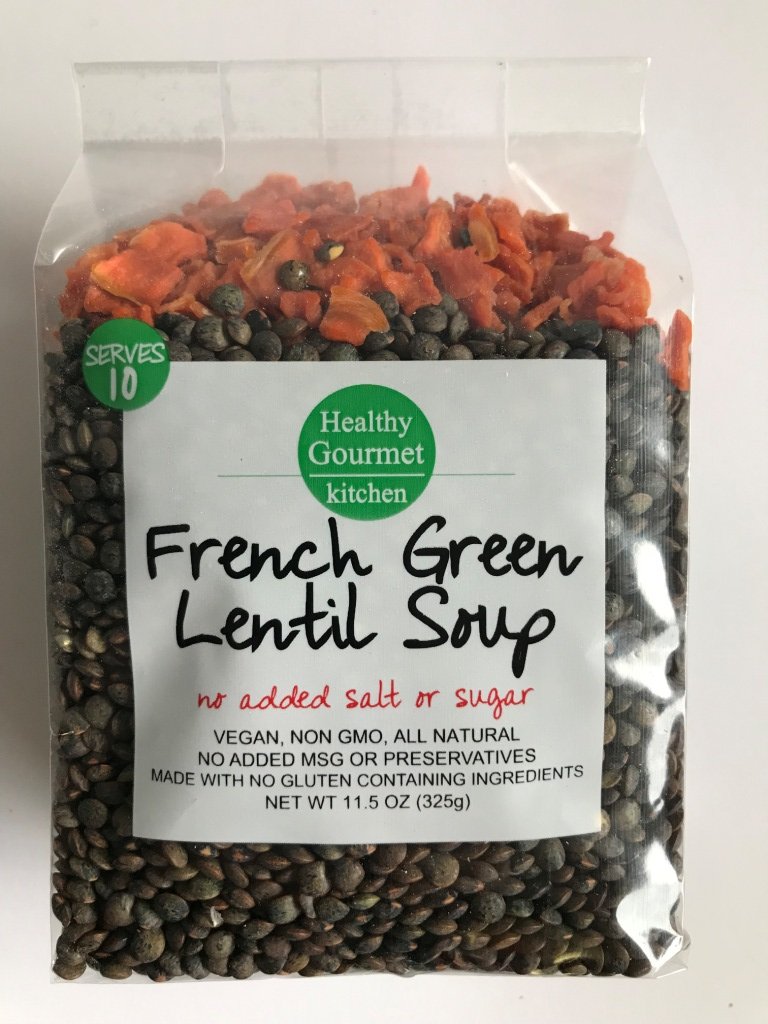 SERVES
10
Healthy
Gourmet
kitchen
French Green
Lentil Soup
no added salt or sugar
VEGAN, NON GMO, ALL NATURAL
NO ADDED MSG OR PRESERVATIVES
MADE WITH NO GLUTEN CONTAINING INGREDIENTS
NET WT 11.5 OZ (325g)